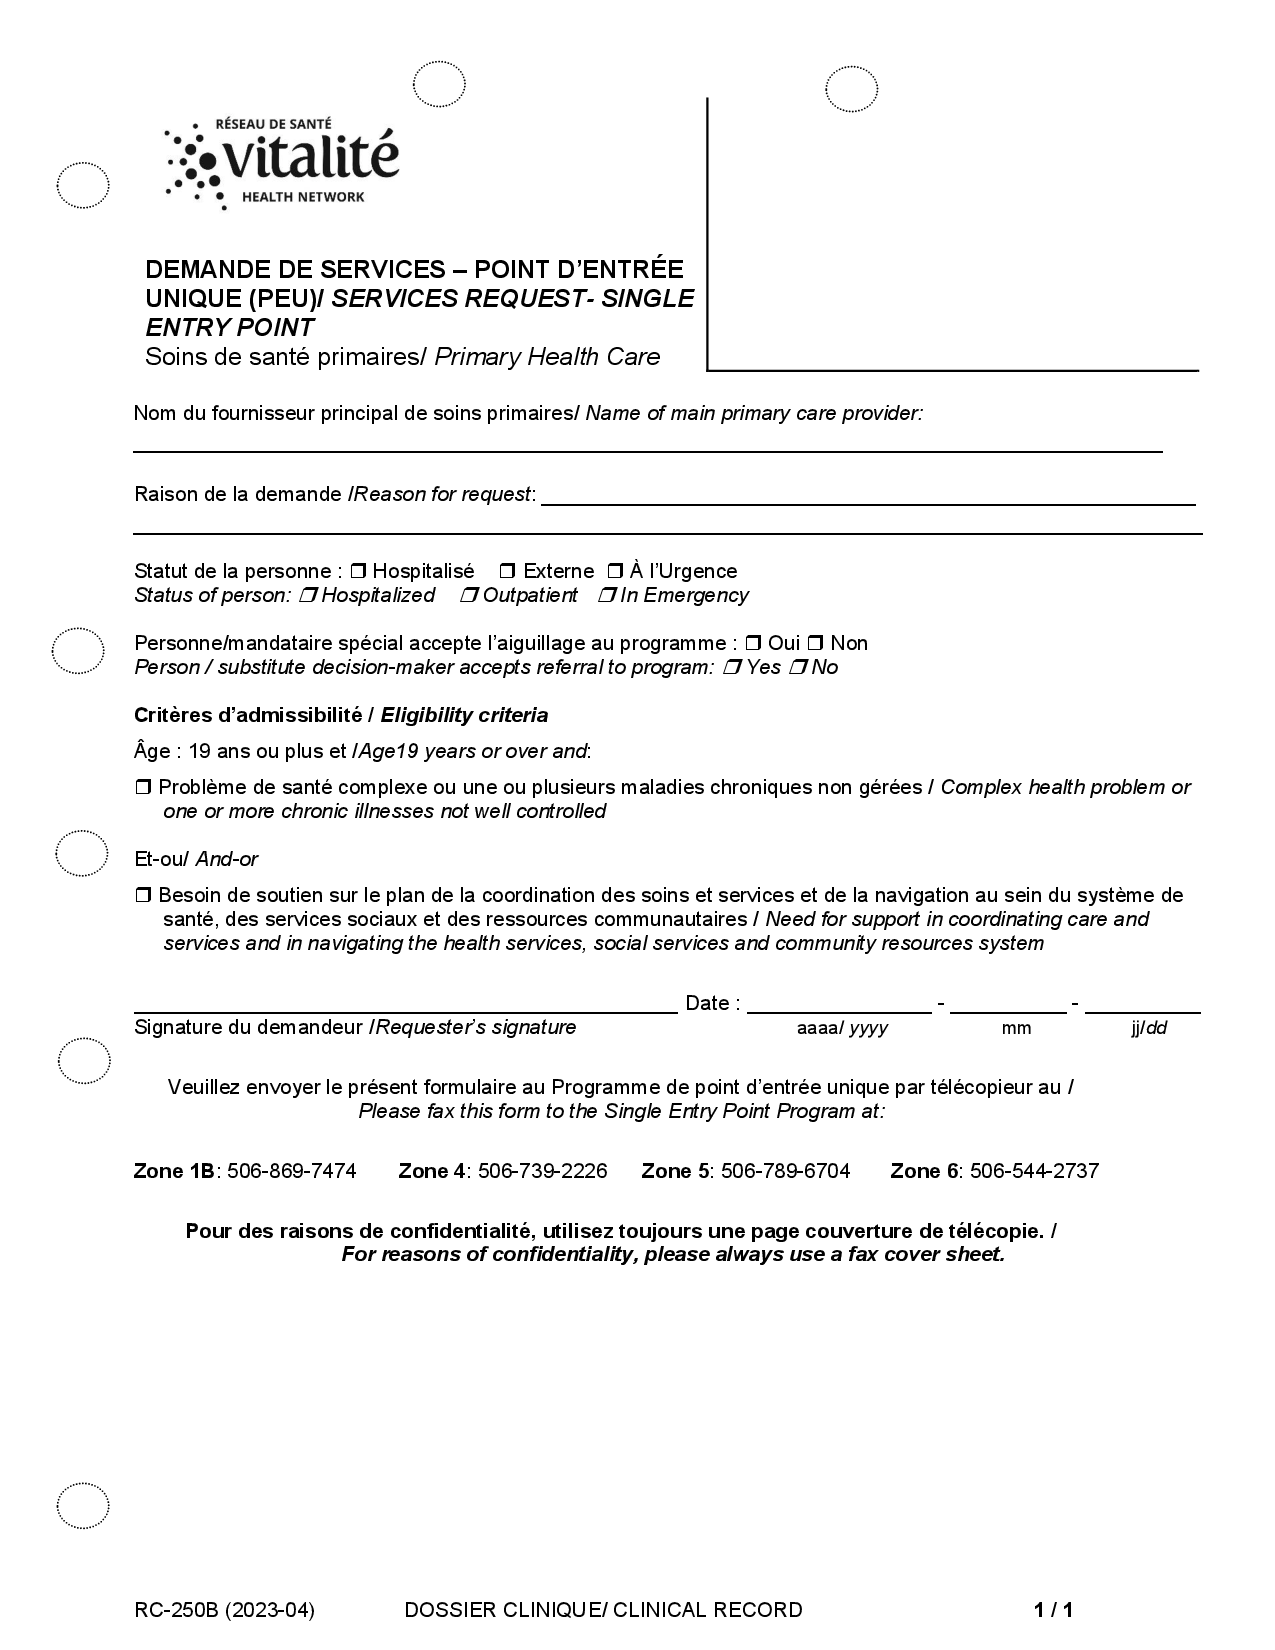 RÉSEAU DE SANTÉ
vitalité
HEALTH NETWORK
DEMANDE DE SERVICES – POINT D’ENTRÉE
UNIQUE (PEU)/ SERVICES REQUEST- SINGLE
ENTRY POINT
Soins de santé primaires/ Primary Health Care
Nom du fournisseur principal de soins primaires/ Name of main primary care provider:
Raison de la demande /Reason for request:
Statut de la personne : ❒ Hospitalisé ❒ Externe ❒ À l’Urgence
Status of person: ❒ Hospitalized ❒ Outpatient ❒ In Emergency
Personne/mandataire spécial accepte l’aiguillage au programme : ❒ Oui ❒ Non
Person / substitute decision-maker accepts referral to program: ❒ Yes ❒ No
Critères d’admissibilité / Eligibility criteria
Âge : 19 ans ou plus et /Age19 years or over and:
❒ Problème de santé complexe ou une ou plusieurs maladies chroniques non gérées / Complex health problem or
one or more chronic illnesses not well controlled
Et-ou/ And-or
❒ Besoin de soutien sur le plan de la coordination des soins et services et de la navigation au sein du système de
santé, des services sociaux et des ressources communautaires / Need for support in coordinating care and
services and in navigating the health services, social services and community resources system
Date : - -
Signature du demandeur /Requester’s signature aaaa/ yyyy mm jj/dd
Veuillez envoyer le présent formulaire au Programme de point d’entrée unique par télécopieur au /
Please fax this form to the Single Entry Point Program at:
Zone 1B: 506-869-7474 Zone 4: 506-739-2226 Zone 5: 506-789-6704 Zone 6: 506-544-2737
Pour des raisons de confidentialité, utilisez toujours une page couverture de télécopie. /
For reasons of confidentiality, please always use a fax cover sheet.
RC-250B (2023-04) DOSSIER CLINIQUE/ CLINICAL RECORD 1 / 1